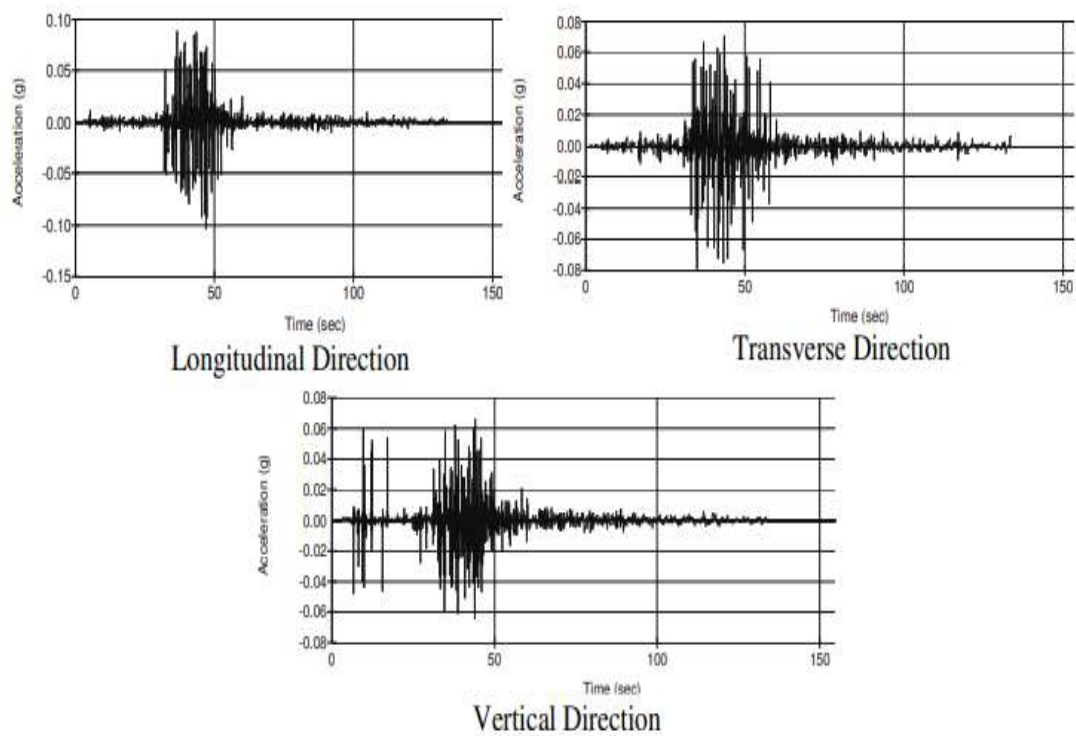 0.10
0.05
0.00
-0.05
-0.10
-0.15
Acceleration (g)
0 50 100 150
Time (sec)
Longitudinal Direction
0.08
0.06
0.04
0.02
0.00
-0.02
-0.04
-0.06
-0.08
Acceleration (g)
0 50 100 150
Time (sec)
Transverse Direction
0.08
0.06
0.04
0.02
0.00
-0.02
-0.04
-0.06
-0.08
Acceleration (g)
0 50 100 150
Time (sec)
Vertical Direction